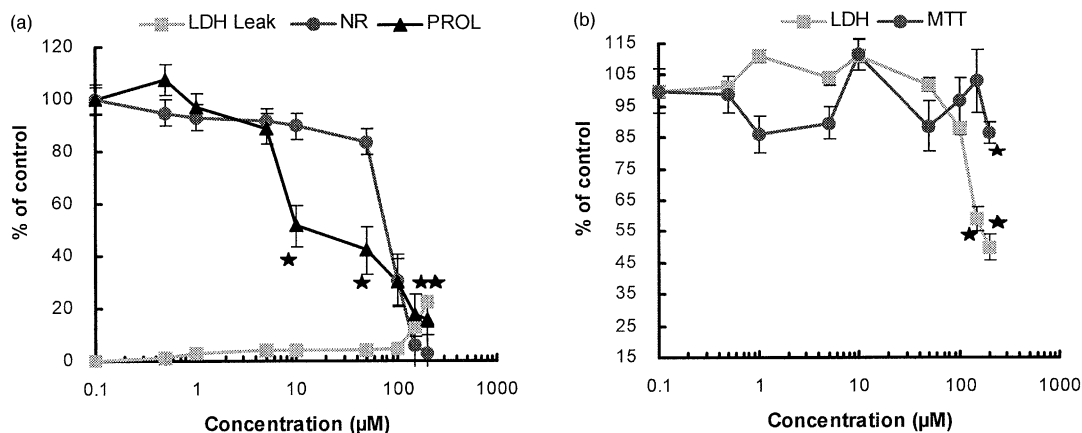 (a)
LDH Leak NR PROL
120
100
80
60
40
20
0
% of control
0.1 1 10 100 1000
Concentration (µM)
(b)
LDH MTT
115
105
95
85
75
65
55
45
35
25
15
% of control
0.1 1 10 100 1000
Concentration (µM)